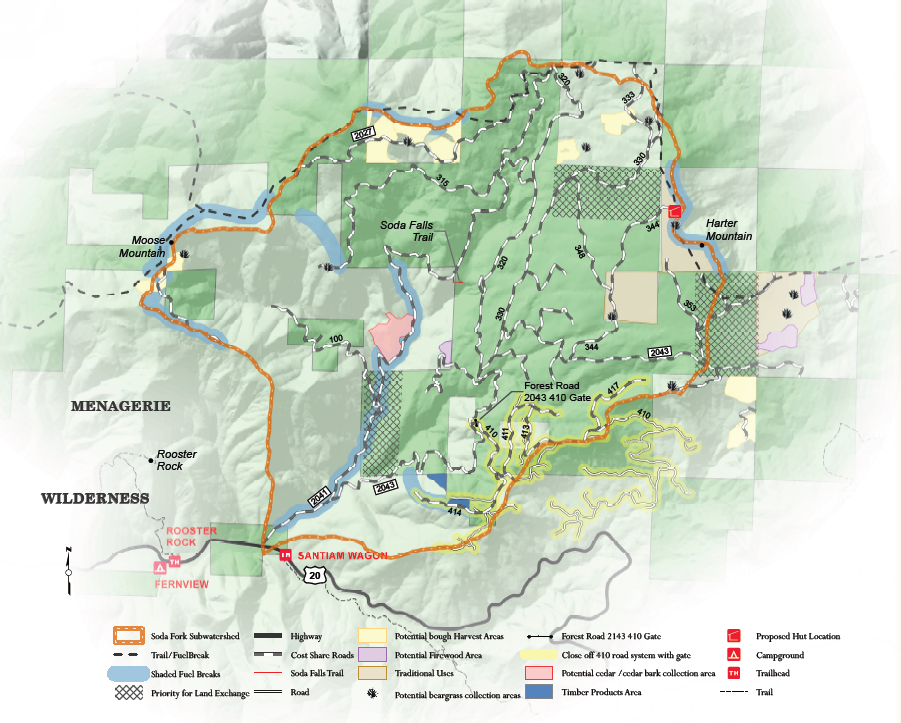 320
333
2027
330
315
Soda Falls
Trail
344
Harter
Mountain
Moose
Mountain
348
320
353
330
100
344
2043
Forest Road
2043 410 Gate
417
410
410
411
413
MENAGERIE
Rooster
Rock
WILDERNESS
2041
2043
414
ROOSTER
ROCK
TH
TH
SANTIAM WAGON
N
FERNVIEW
20
Soda Fork Subwatershed
Highway
Potential bough Harvest Areas
Forest Road 2143 410 Gate
Proposed Hut Location
Trail/FuelBreak
Cost Share Roads
Potential Firewood Area
Close off 410 road system with gate
Campground
Shaded Fuel Breaks
Soda Falls Trail
Traditional Uses
Potential cedar /cedar bark collection area
TH
Trailhead
Priority for Land Exchange
Road
Potential beargrass collection areas
Timber Products Area
Trail